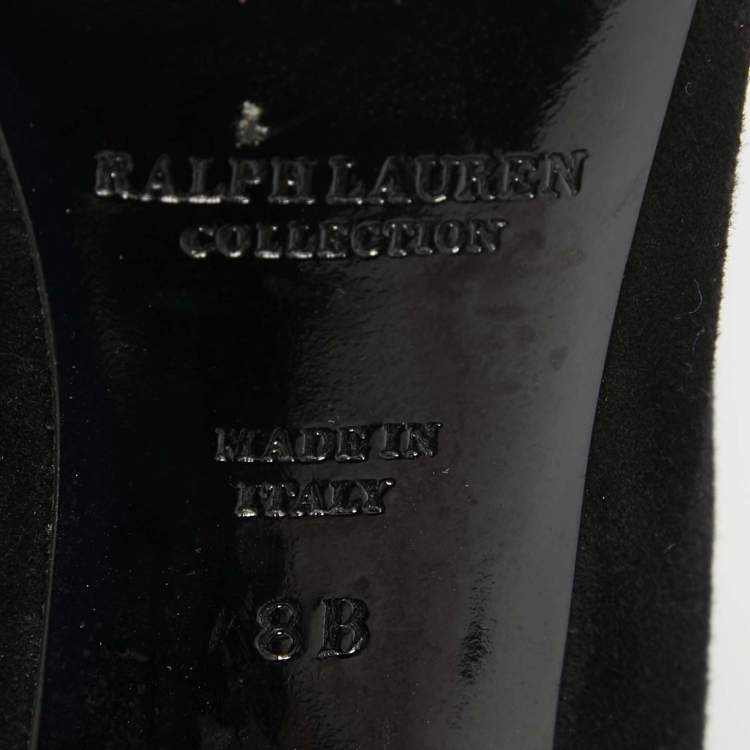 RALPH LAUREN
COLLECTION
MADE IN
ITALY
8B